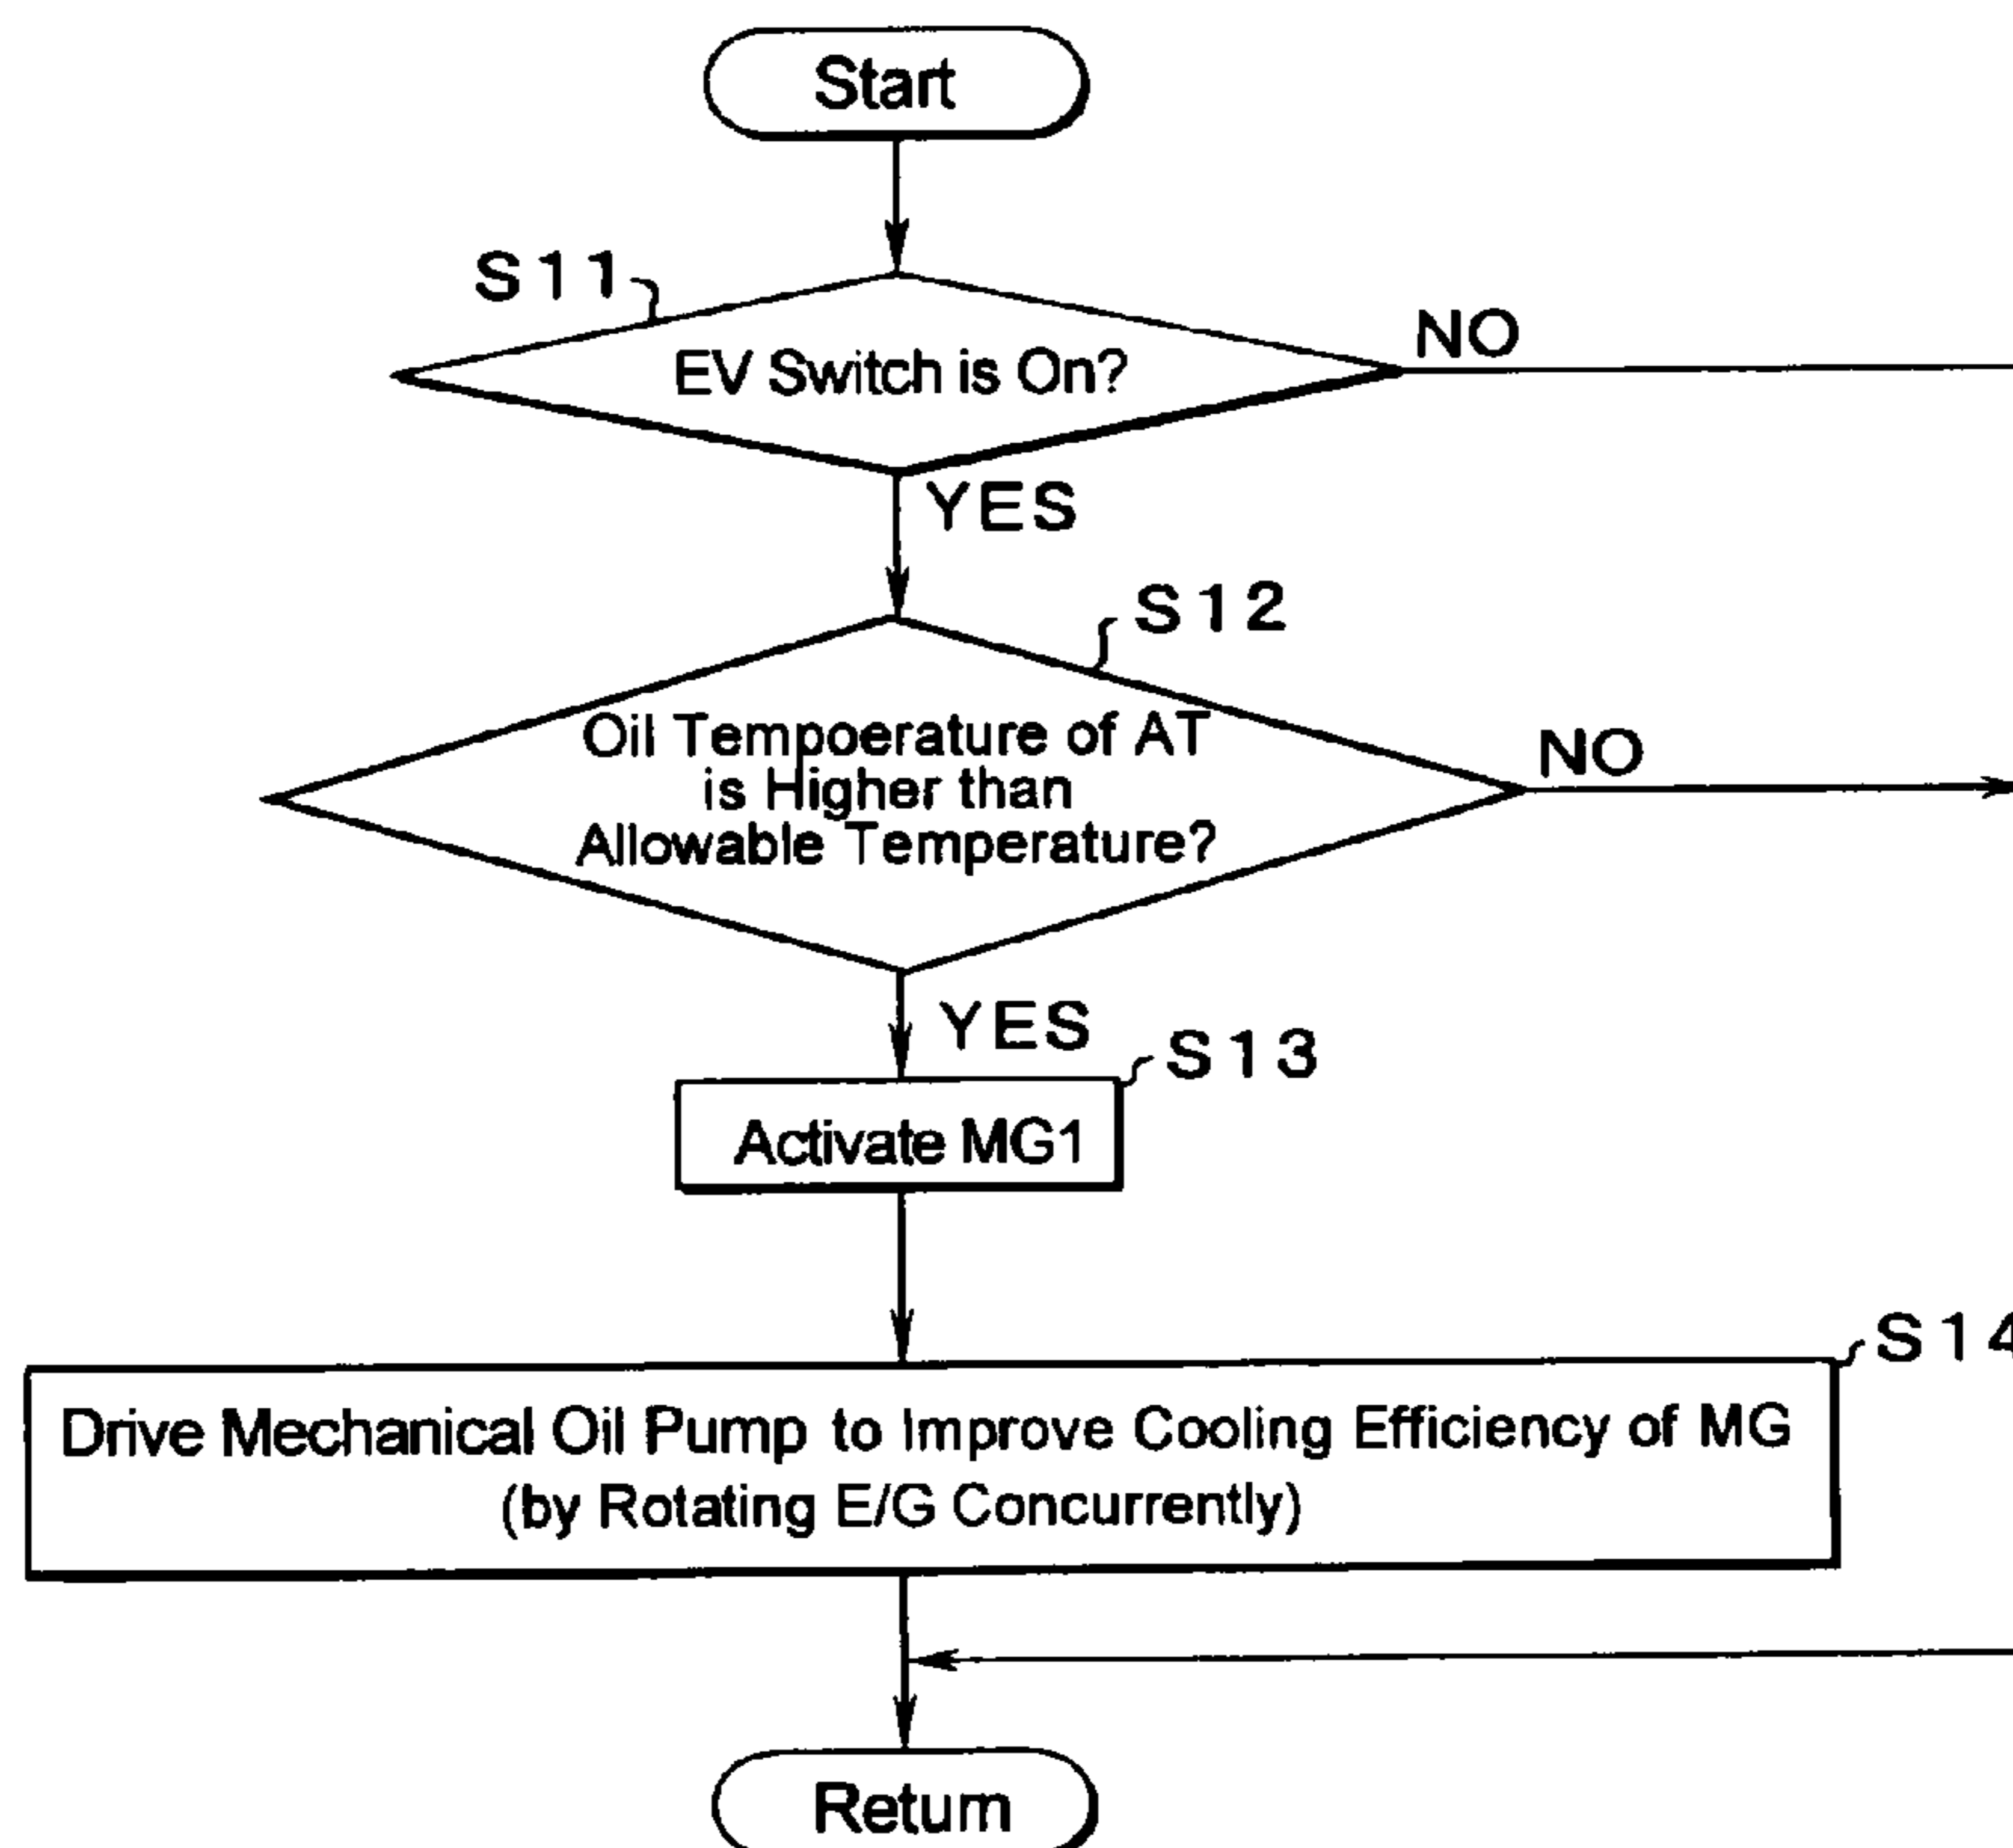 Start
S11
EV Switch is On?
NO
YES
S12
Oil Tempoerature of AT
is Higher than
Allowable Temperature?
NO
YES
S13
Activate MG1
S14
Drive Mechanical Oil Pump to Improve Cooling Efficiency of MG
(by Rotating E/G Concurrently)
Return